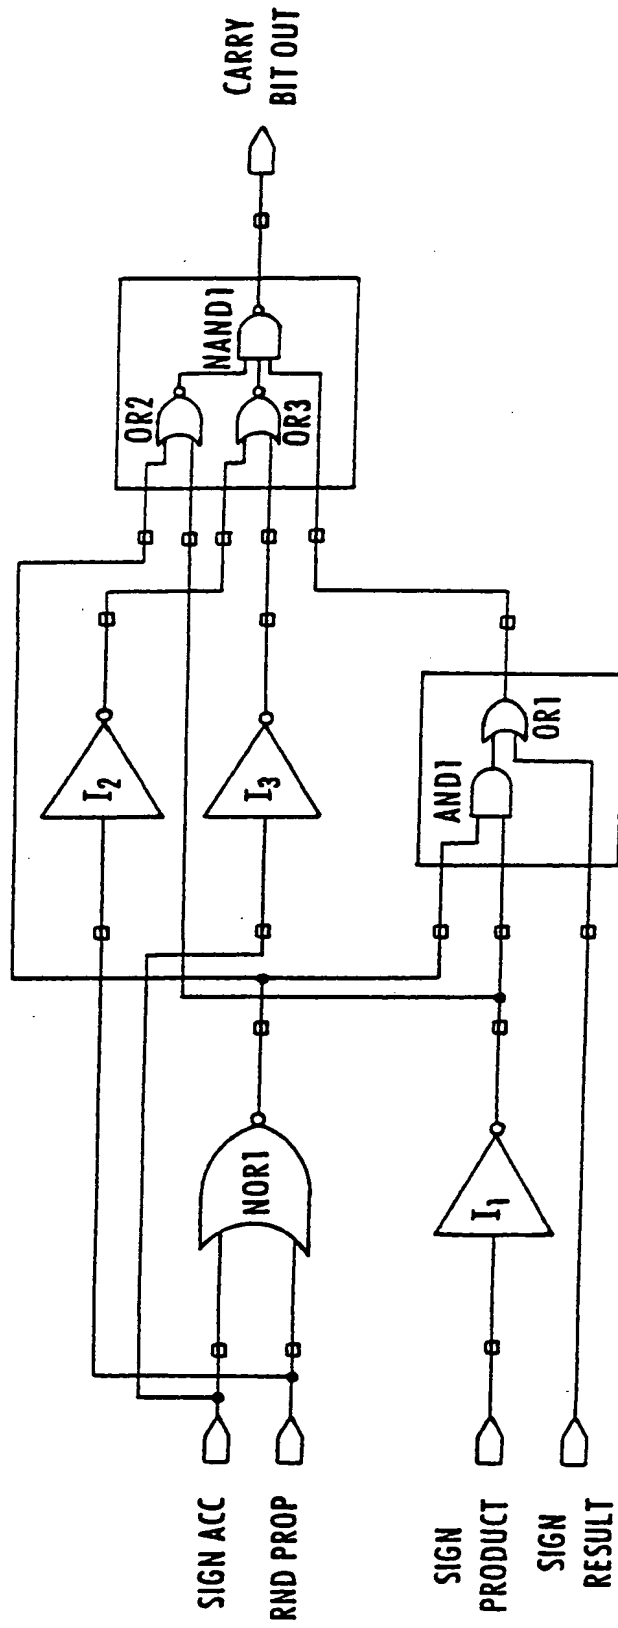 SIGN ACC
RND PROP
SIGN
PRODUCT
SIGN
RESULT
NOR1
I1
I2
I3
AND1
OR1
OR2
OR3
NAND1
CARRY
BIT OUT